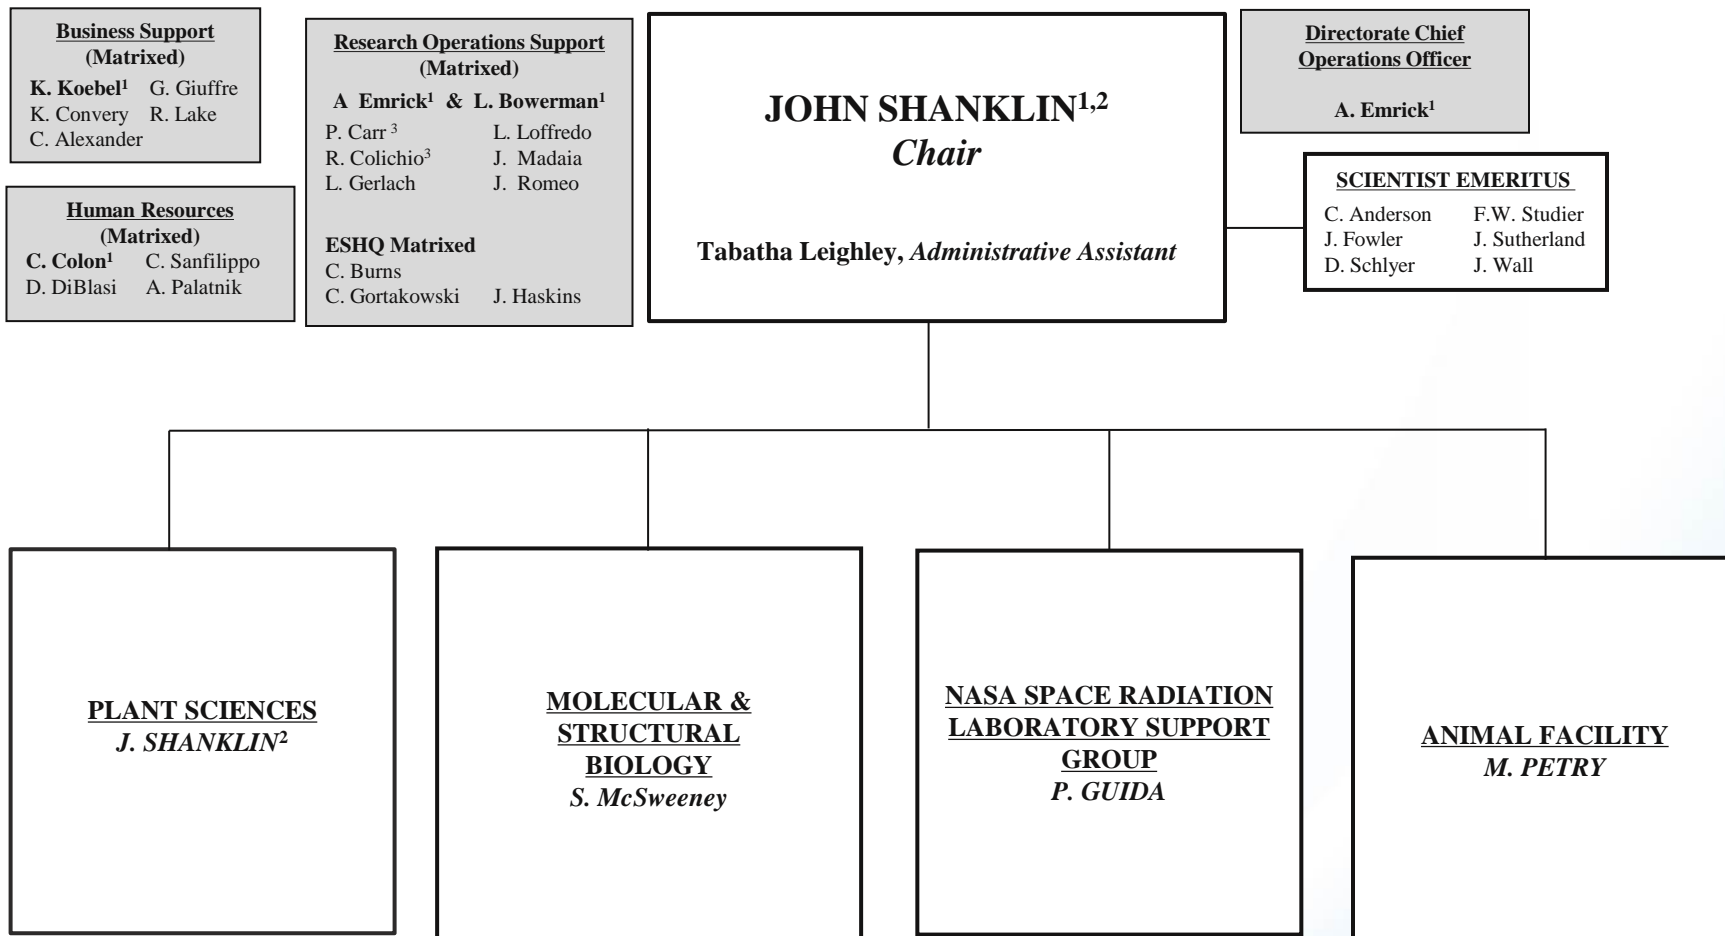 Business Support
(Matrixed)
K. Koebel¹ G. Giuffre
K. Convery R. Lake
C. Alexander
Human Resources
(Matrixed)
C. Colon¹ C. Sanfilippo
D. DiBlasi A. Palatnik
Research Operations Support
(Matrixed)
A Emrick¹ & L. Bowerman¹
P. Carr ³ L. Loffredo
R. Colichio³ J. Madaia
L. Gerlach J. Romeo
ESHQ Matrixed
C. Burns
C. Gortakowski J. Haskins
JOHN SHANKLIN¹,²
Chair
Tabatha Leighley, Administrative Assistant
Directorate Chief
Operations Officer
A. Emrick¹
SCIENTIST EMERITUS
C. Anderson F.W. Studier
J. Fowler J. Sutherland
D. Schlyer J. Wall
PLANT SCIENCES
J. SHANKLIN²
MOLECULAR &
STRUCTURAL
BIOLOGY
S. McSweeney
NASA SPACE RADIATION
LABORATORY SUPPORT
GROUP
P. GUIDA
ANIMAL FACILITY
M. PETRY